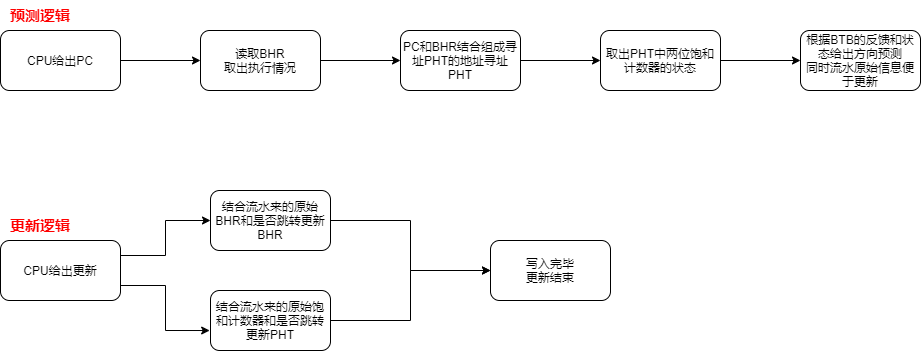 预测逻辑
CPU给出PC
读取BHR
取出执行情况
PC和BHR结合组成寻
址PHT的地址寻址
PHT
取出PHT中两位饱和
计数器的状态
根据BTB的反馈和状
态给出方向预测
同时流水原始信息便
于更新
更新逻辑
CPU给出更新
结合流水来的原始
BHR和是否跳转更新
BHR
结合流水来的原始饱
和计数器和是否跳转
更新PHT
写入完毕
更新结束